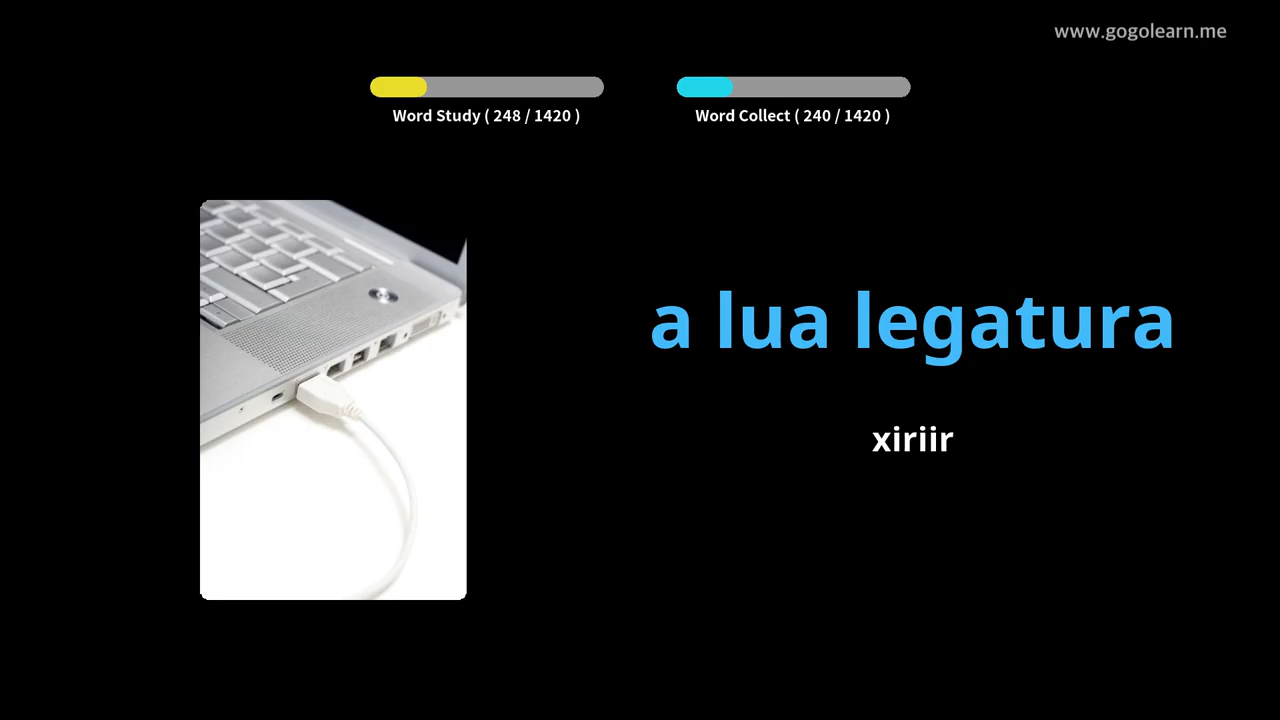 www.gogolearn.me
Word Study ( 248 / 1420 )
Word Collect ( 240 / 1420 )
a lua legatura
xiriir